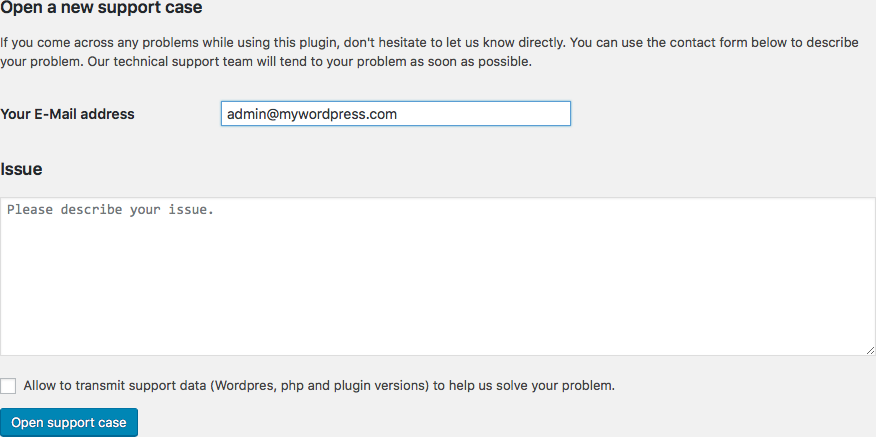 Open a new support case
If you come across any problems while using this plugin, don't hesitate to let us know directly. You can use the contact form below to describe
your problem. Our technical support team will tend to your problem as soon as possible.
Your E-Mail address
admin@mywordpress.com
Issue
Please describe your issue.
Allow to transmit support data (Wordpres, php and plugin versions) to help us solve your problem.
Open support case